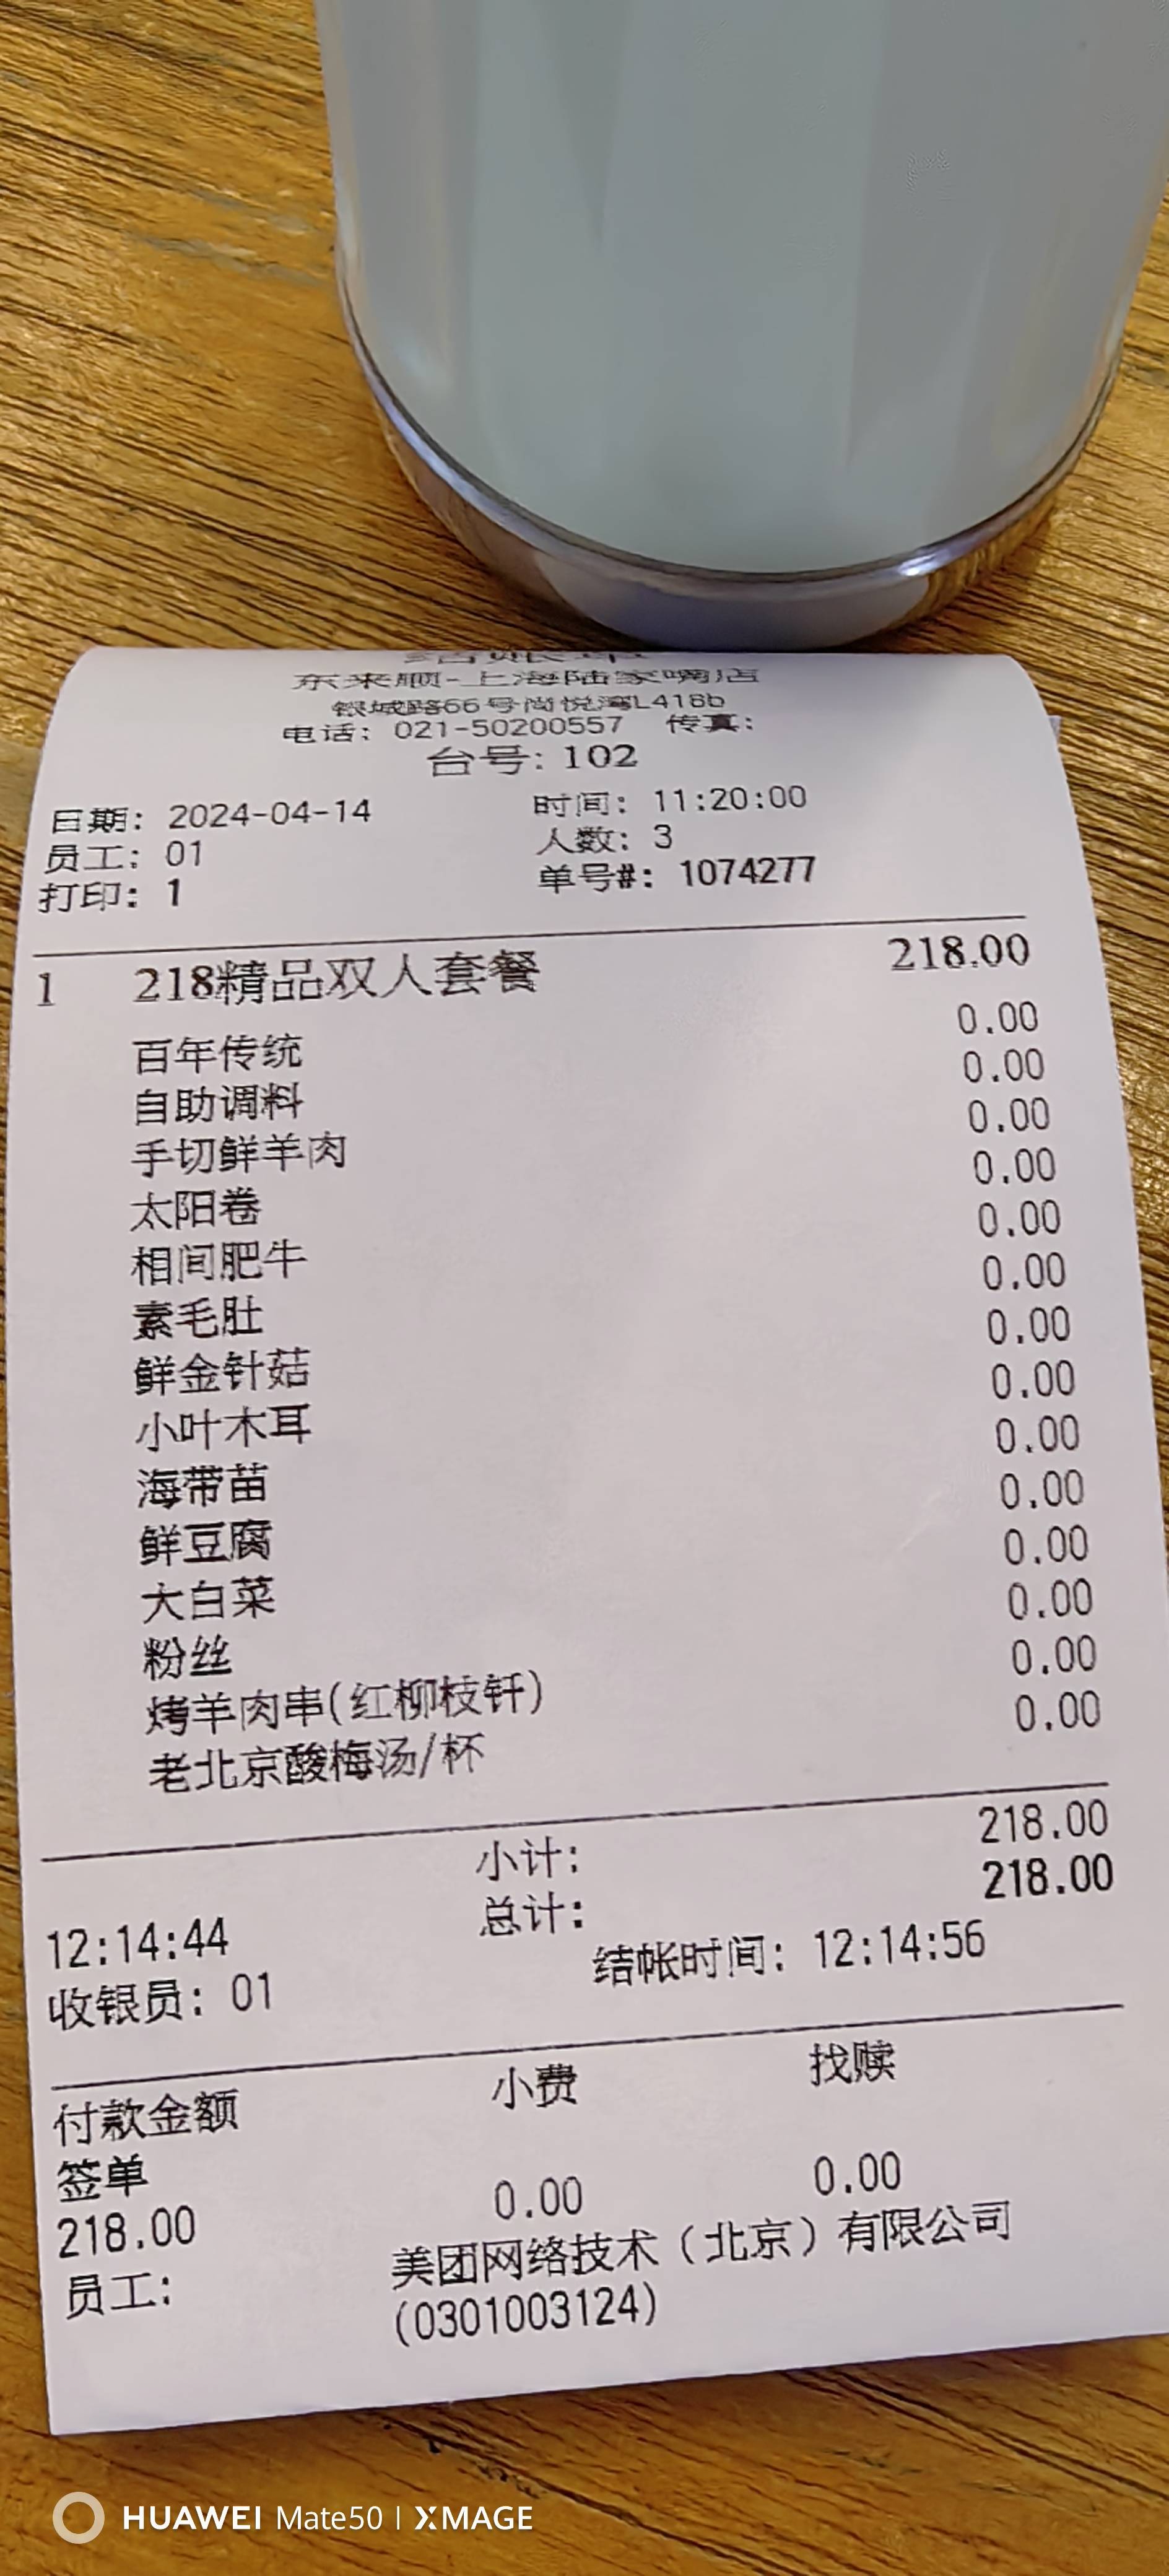 结账单
东来顺-上海陆家嘴店
银城路66号尚悦湾L418b
电话: 021-50200557 传真:
台号: 102
日期: 2024-04-14 时间: 11:20:00
员工: 01 人数: 3
打印: 1 单号#: 1074277
1 218精品双人套餐 218.00
百年传统 0.00
自助调料 0.00
手切鲜羊肉 0.00
太阳卷 0.00
相间肥牛 0.00
素毛肚 0.00
鲜金针菇 0.00
小叶木耳 0.00
海带苗 0.00
鲜豆腐 0.00
大白菜 0.00
粉丝 0.00
烤羊肉串(红柳枝钎) 0.00
老北京酸梅汤/杯 0.00
小计: 218.00
总计: 218.00
12:14:44
收银员: 01 结帐时间: 12:14:56
付款金额 小费 找赎
签单
218.00 0.00 0.00
员工: 美团网络技术（北京）有限公司
(0301003124)
HUAWEI Mate50 | XMAGE